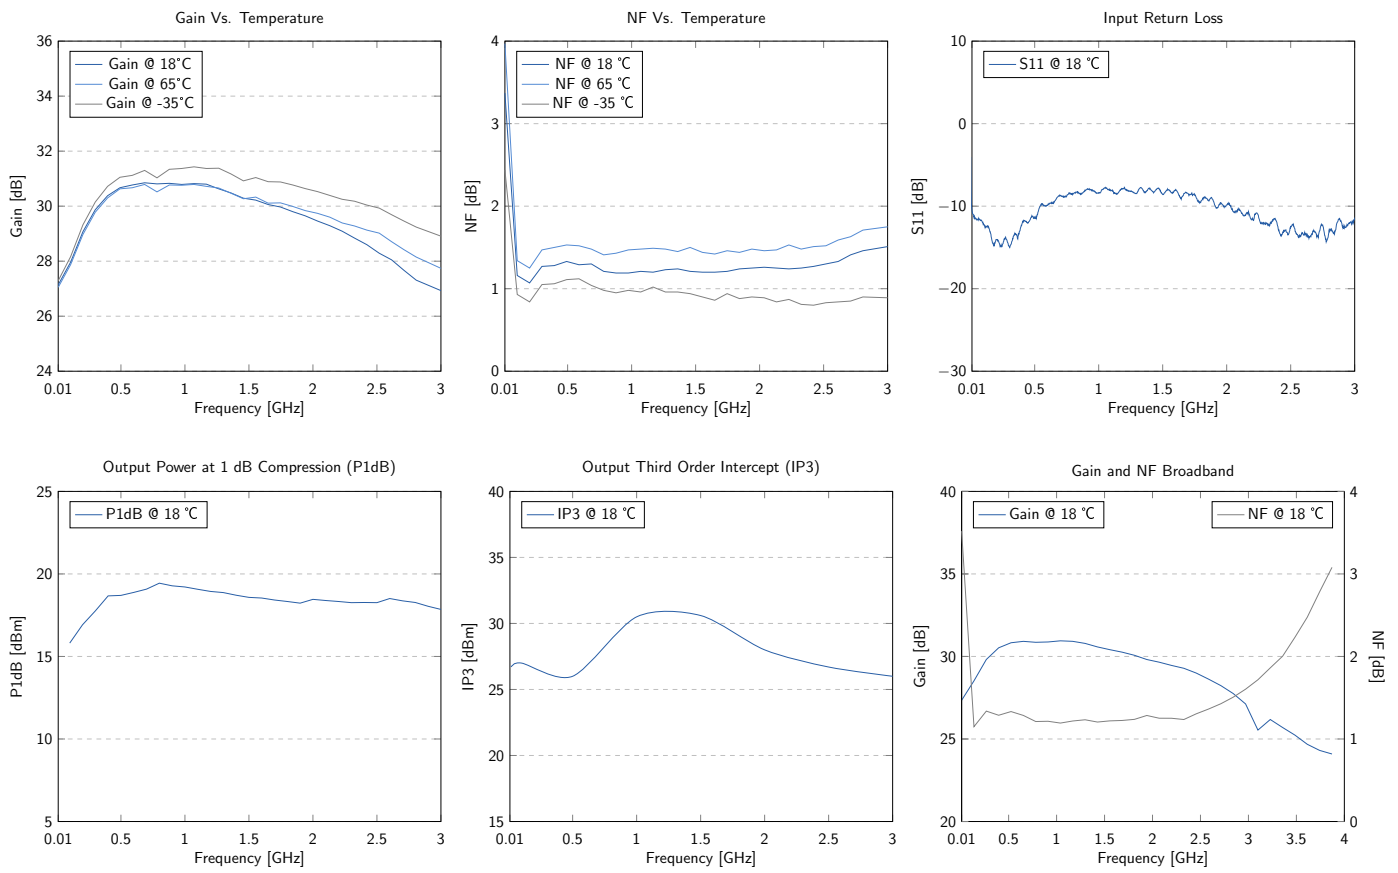 Gain Vs. Temperature
36
34
32
30
28
26
24
Gain [dB]
Gain @ 18°C
Gain @ 65°C
Gain @ -35°C
0.01 0.5 1 1.5 2 2.5 3
Frequency [GHz]
NF Vs. Temperature
4
3
2
1
0
NF [dB]
NF @ 18 °C
NF @ 65 °C
NF @ -35 °C
0.01 0.5 1 1.5 2 2.5 3
Frequency [GHz]
Input Return Loss
10
0
−10
−20
−30
S11 [dB]
S11 @ 18 °C
0.01 0.5 1 1.5 2 2.5 3
Frequency [GHz]
Output Power at 1 dB Compression (P1dB)
25
20
15
10
5
P1dB [dBm]
P1dB @ 18 °C
0.01 0.5 1 1.5 2 2.5 3
Frequency [GHz]
Output Third Order Intercept (IP3)
40
35
30
25
20
15
IP3 [dBm]
IP3 @ 18 °C
0.01 0.5 1 1.5 2 2.5 3
Frequency [GHz]
Gain and NF Broadband
40
35
30
25
20
Gain [dB]
Gain @ 18 °C
NF @ 18 °C
4
3
2
1
0
NF [dB]
0.01 0.5 1 1.5 2 2.5 3 3.5 4
Frequency [GHz]